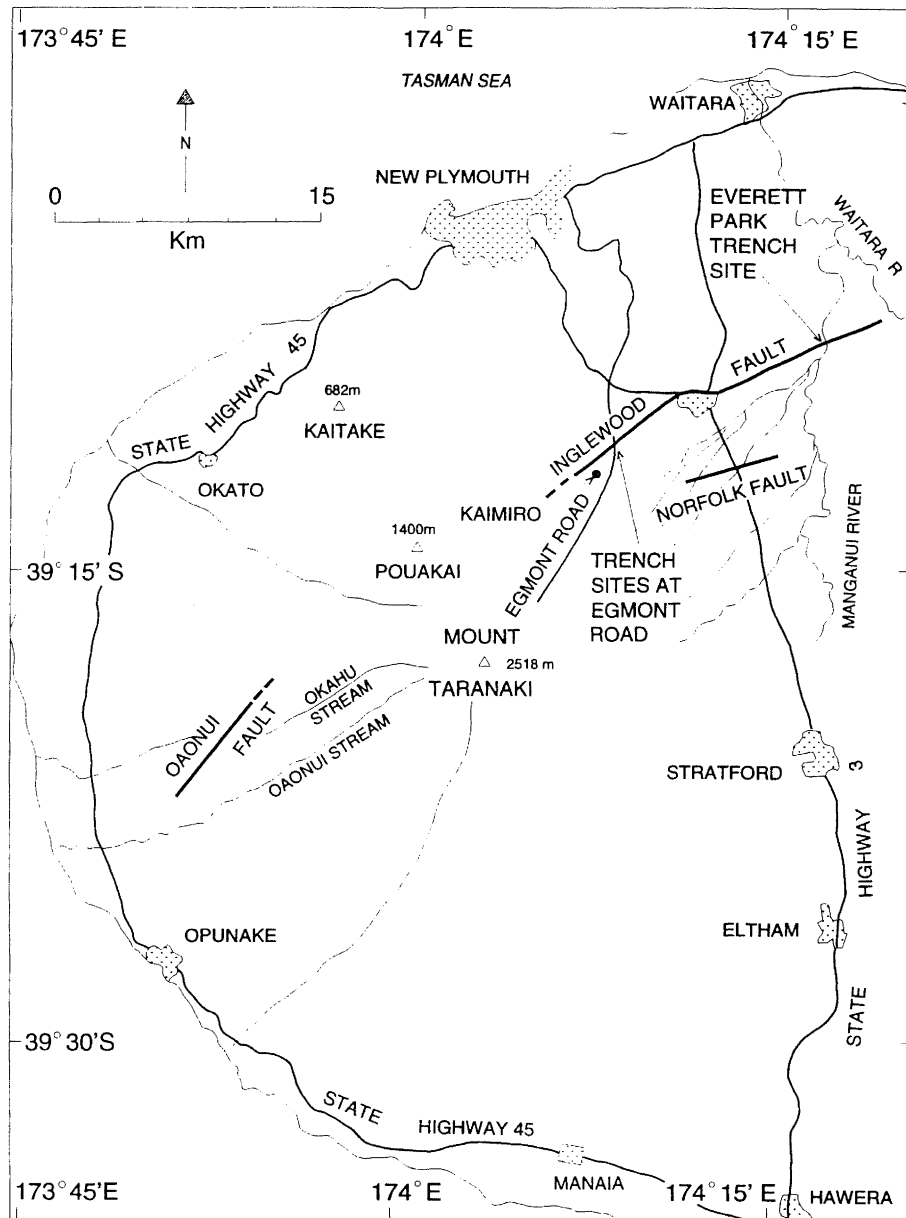 173°45' E
174°E
174°15' E
TASMAN SEA
WAITARA
N
NEW PLYMOUTH
0
15
Km
EVERETT
PARK
TRENCH
SITE
WAITARA R
STATE
HIGHWAY
45
682m
KAITAKE
FAULT
INGLEWOOD
OKATO
KAIMIRO
NORFOLK FAULT
EGMONT ROAD
1400m
POUAKAI
39°15' S
TRENCH
SITES AT
EGMONT
ROAD
MANGANUI RIVER
MOUNT
2518 m
TARANAKI
OKAHU
STREAM
OAONUI
FAULT
OAONUI STREAM
STRATFORD
3
HIGHWAY
STATE
ELTHAM
OPUNAKE
39°30'S
STATE
HIGHWAY 45
MANAIA
173°45' E
174°E
174°15' E
HAWERA